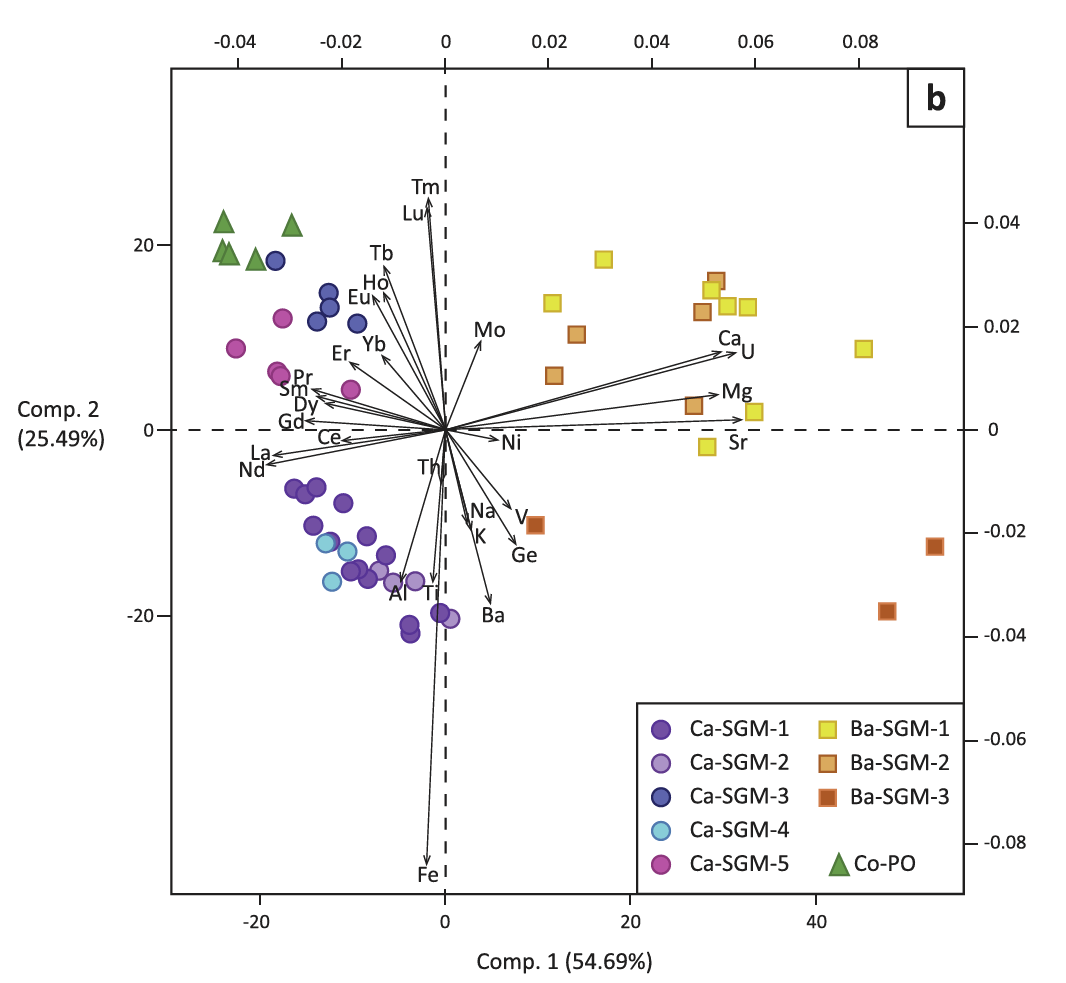 -0.04 -0.02 0 0.02 0.04 0.06 0.08
b
Tm
Lu
0.04
20
Tb
Ho
Eu
0.02
Mo
Ca
U
Yb
Er
Pr
Sm
Mg
Dy
Gd
Comp. 2
(25.49%)
0
Ce
Ni
Sr
0
La
Nd
Th
Na
V
K
-0.02
Ge
Al
Ti
Ba
-20
-0.04
Ca-SGM-1 Ba-SGM-1
-0.06
Ca-SGM-2 Ba-SGM-2
Ca-SGM-3 Ba-SGM-3
Ca-SGM-4
-0.08
Ca-SGM-5 Co-PO
Fe
-20 0 20 40
Comp. 1 (54.69%)